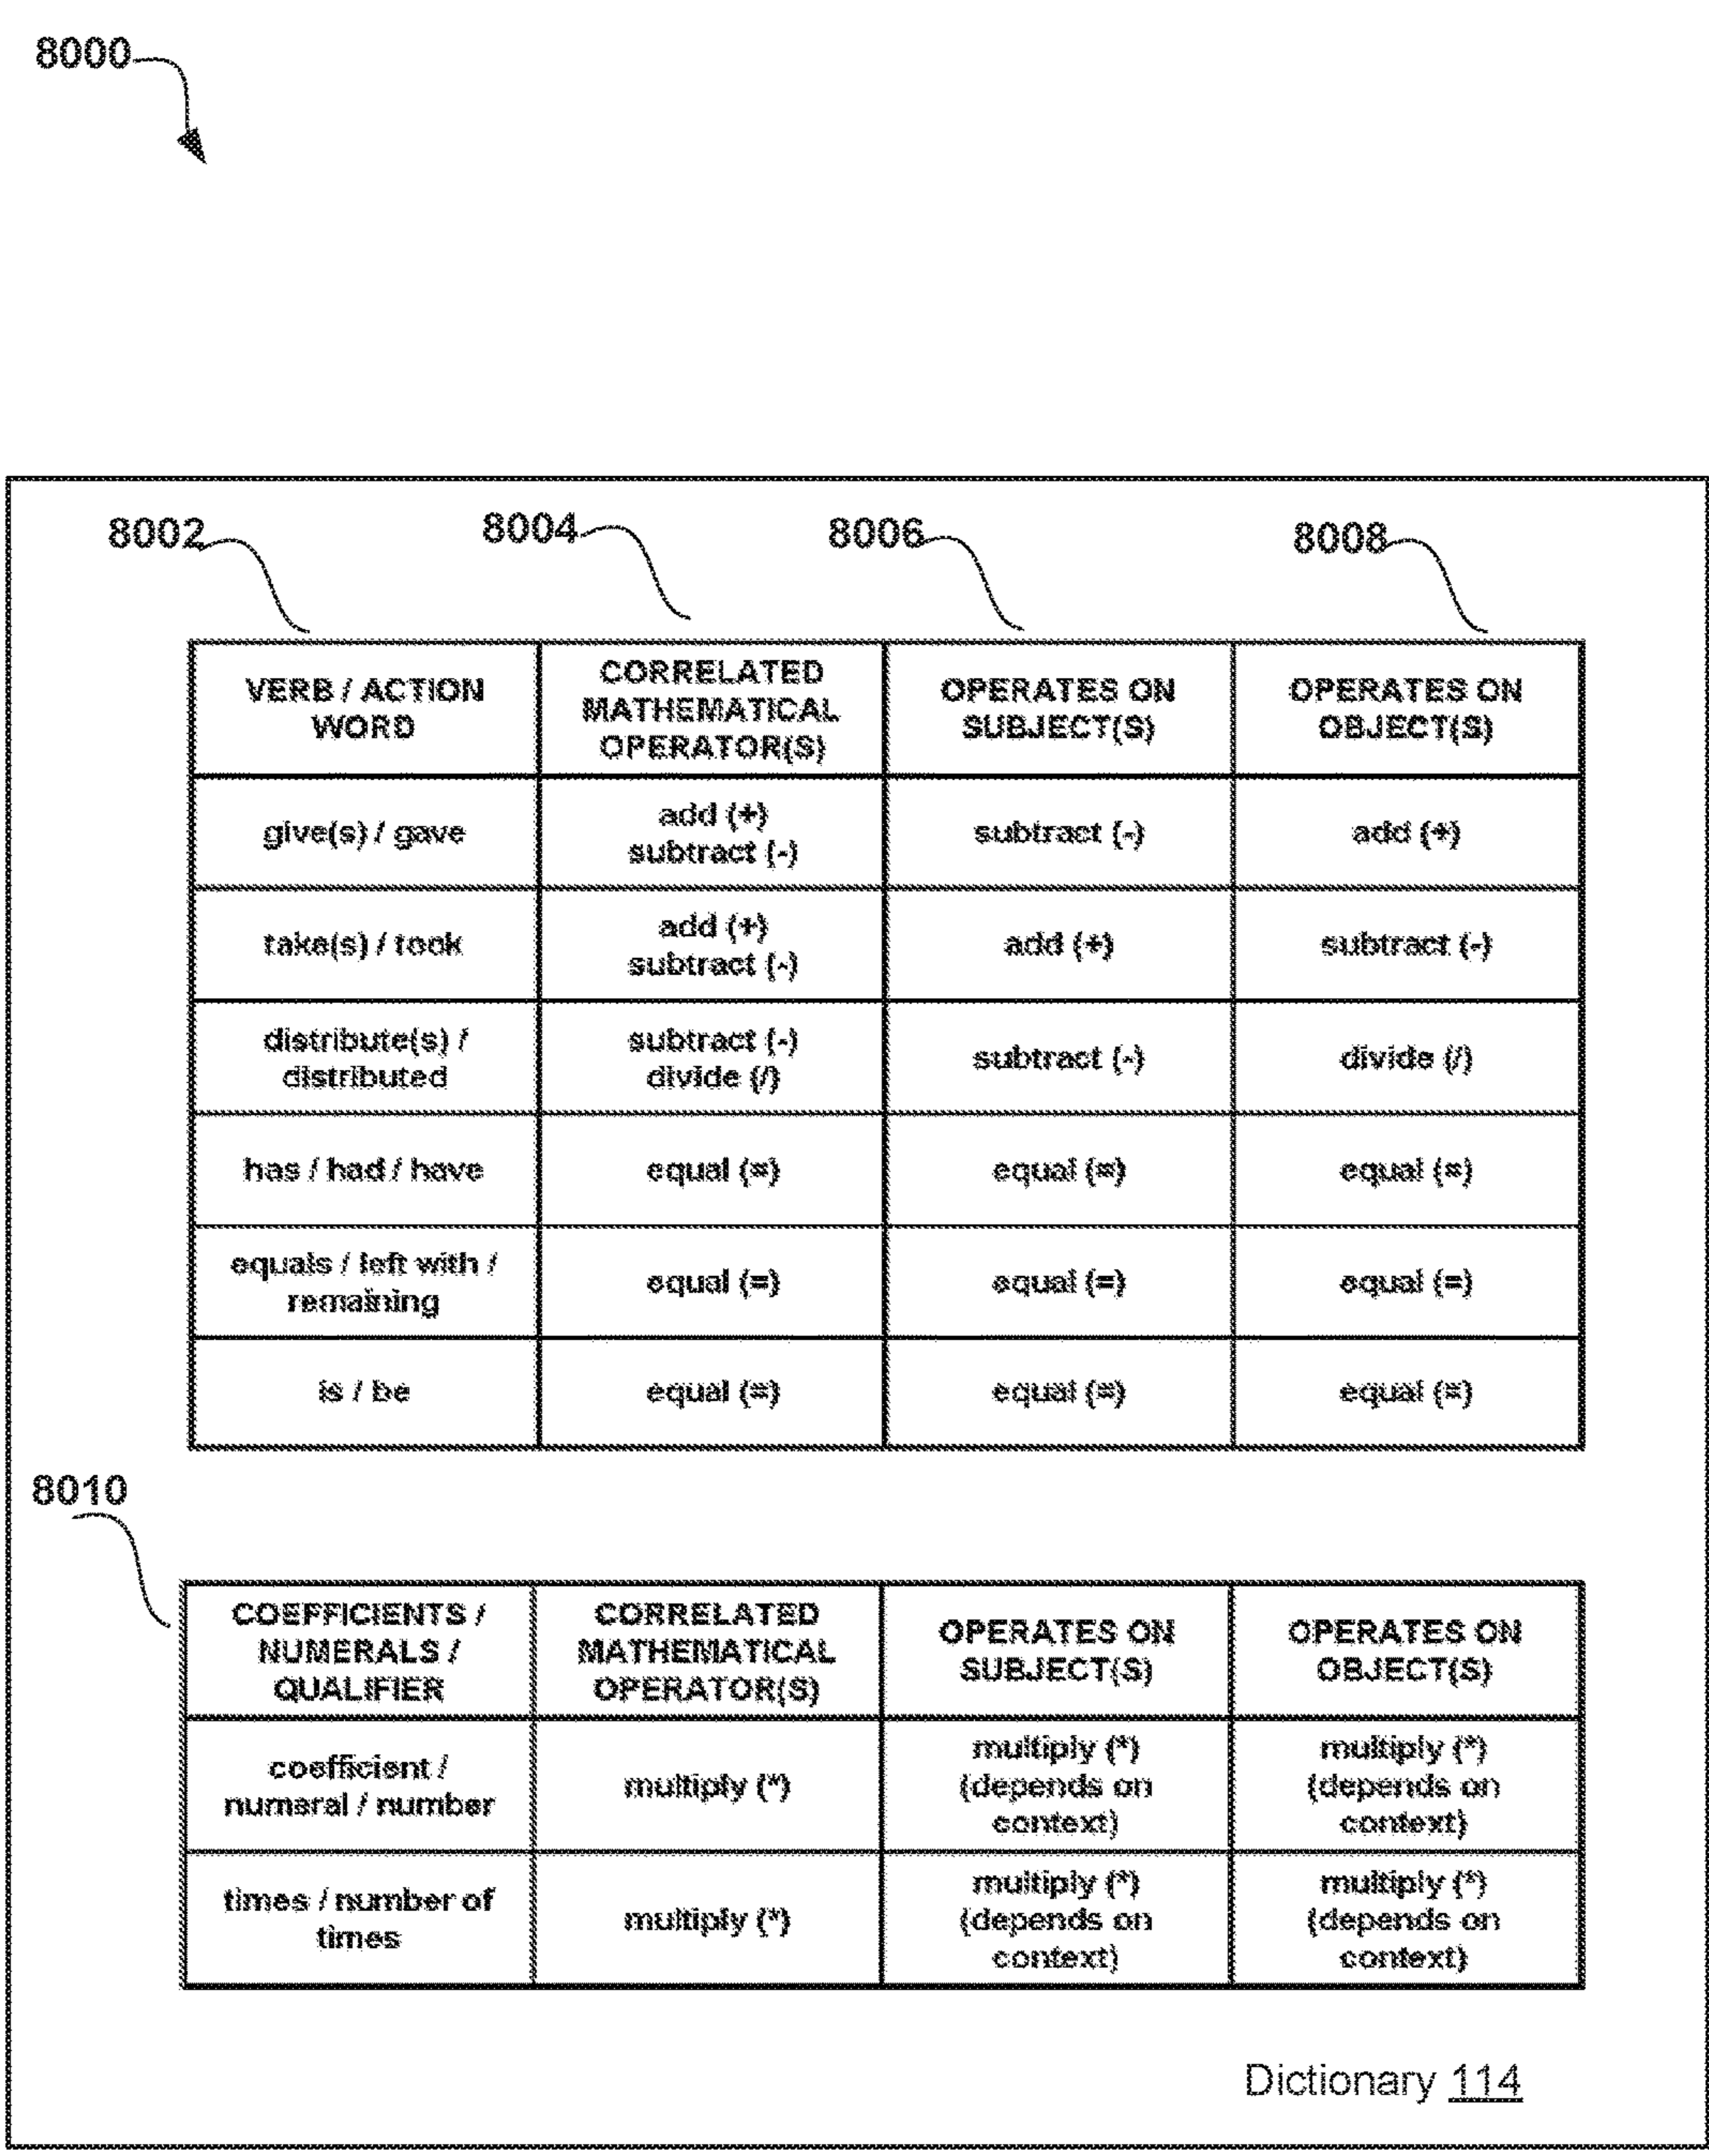 8000
8002
8004
8006
8008
VERB / ACTION
WORD
CORRELATED
MATHEMATICAL
OPERATOR(S)
OPERATES ON
SUBJECT(S)
OPERATES ON
OBJECT(S)
give(s) / gave
add (+)
subtract (-)
subtract (-)
add (+)
take(s) / took
add (+)
subtract (-)
add (+)
subtract (-)
distribute(s) /
distributed
subtract (-)
divide (/)
subtract (-)
divide (/)
has / had / have
equal (=)
equal (=)
equal (=)
equals / left with /
remaining
equal (=)
equal (=)
equal (=)
is / be
equal (=)
equal (=)
equal (=)
8010
COEFFICIENTS /
NUMERALS /
QUALIFIER
CORRELATED
MATHEMATICAL
OPERATOR(S)
OPERATES ON
SUBJECT(S)
OPERATES ON
OBJECT(S)
coefficient /
numeral / number
multiply (*)
multiply (*)
(depends on
context)
multiply (*)
(depends on
context)
times / number of
times
multiply (*)
multiply (*)
(depends on
context)
multiply (*)
(depends on
context)
Dictionary 114